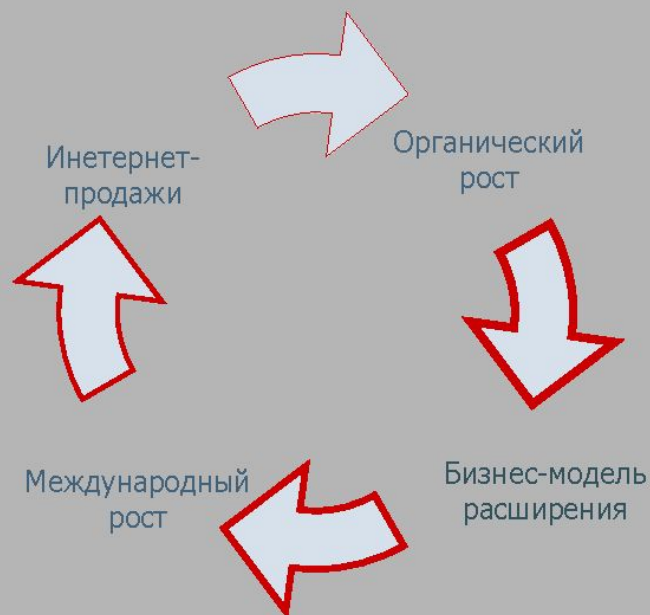 Инетернет-
продажи
Органический
рост
Международный
рост
Бизнес-модель
расширения